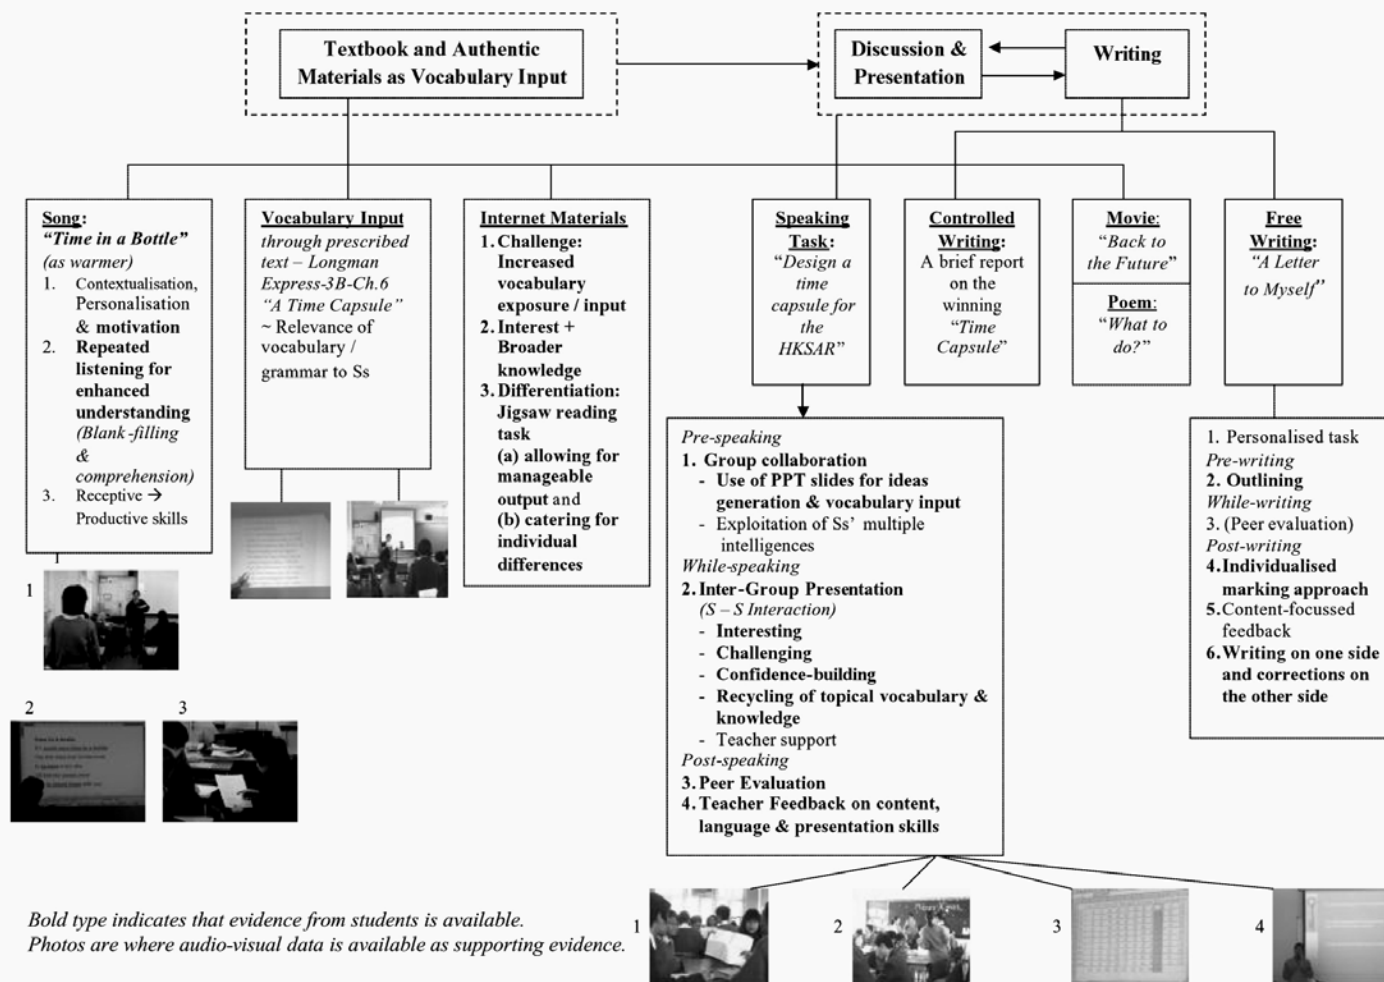 Textbook and Authentic
Materials as Vocabulary Input
Discussion &
Presentation
Writing
Song:
“Time in a Bottle”
(as warmer)
1. Contextualisation,
Personalisation
& motivation
2. Repeated
listening for
enhanced
understanding
(Blank-filling
&
comprehension)
3. Receptive →
Productive skills
Vocabulary Input
through prescribed
text – Longman
Express-3B-Ch.6
“A Time Capsule”
~ Relevance of
vocabulary /
grammar to Ss
Internet Materials
1. Challenge:
Increased
vocabulary
exposure / input
2. Interest +
Broader
knowledge
3. Differentiation:
Jigsaw reading
task
(a) allowing for
manageable
output and
(b) catering for
individual
differences
Speaking
Task:
“Design a
time
capsule for
the
HKSAR”
Controlled
Writing:
A brief report
on the
winning
“Time
Capsule”
Movie:
“Back to
the Future”
Poem:
“What to
do?”
Free
Writing:
“A Letter
to Myself”
Pre-speaking
1. Group collaboration
- Use of PPT slides for ideas
generation & vocabulary input
- Exploitation of Ss’ multiple
intelligences
While-speaking
2. Inter-Group Presentation
(S – S Interaction)
- Interesting
- Challenging
- Confidence-building
- Recycling of topical vocabulary &
knowledge
- Teacher support
Post-speaking
3. Peer Evaluation
4. Teacher Feedback on content,
language & presentation skills
1. Personalised task
Pre-writing
2. Outlining
While-writing
3. (Peer evaluation)
Post-writing
4. Individualised
marking approach
5. Content-focussed
feedback
6. Writing on one side
and corrections on
the other side
1
1
2
3
Bold type indicates that evidence from students is available.
Photos are where audio-visual data is available as supporting evidence.
1
2
3
4